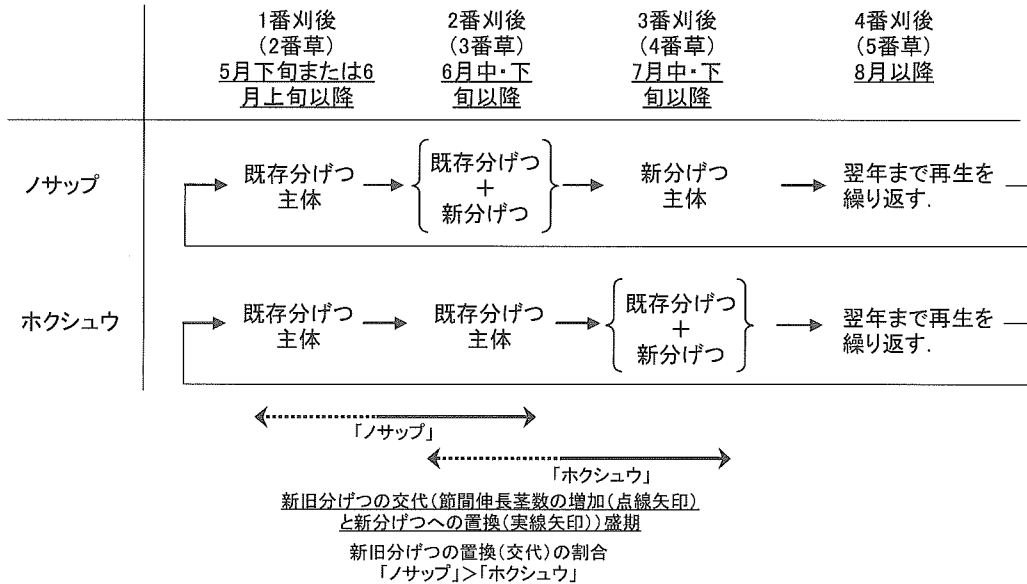 1番刈後
(2番草)
5月下旬または6
月上旬以降
2番刈後
(3番草)
6月中・下
旬以降
3番刈後
(4番草)
7月中・下
旬以降
4番刈後
(5番草)
8月以降
ノサップ
既存分げつ
主体
既存分げつ
+
新分げつ
新分げつ
主体
翌年まで再生を
繰り返す.
ホクシュウ
既存分げつ
主体
既存分げつ
主体
既存分げつ
+
新分げつ
翌年まで再生を
繰り返す.
「ノサップ」
「ホクシュウ」
新旧分げつの交代(節間伸長茎数の増加(点線矢印)
と新分げつへの置換(実線矢印))盛期
新旧分げつの置換(交代)の割合
「ノサップ」>「ホクシュウ」